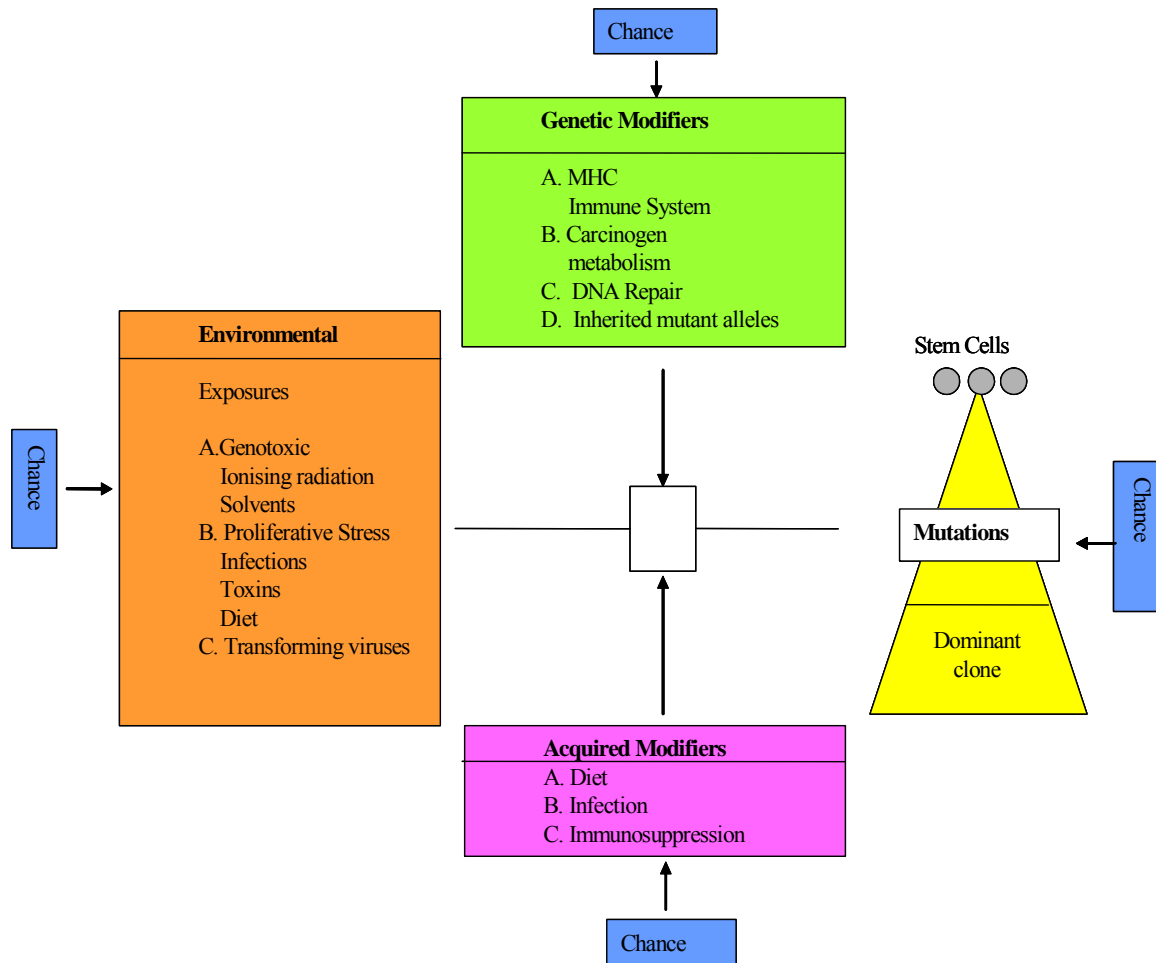 Chance
Genetic Modifiers
A. MHC
Immune System
B. Carcinogen
metabolism
C. DNA Repair
D. Inherited mutant alleles
Environmental
Exposures
A.Genotoxic
Ionising radiation
Solvents
B. Proliferative Stress
Infections
Toxins
Diet
C. Transforming viruses
Chance
Stem Cells
Mutations
Dominant
clone
Chance
Acquired Modifiers
A. Diet
B. Infection
C. Immunosuppression
Chance